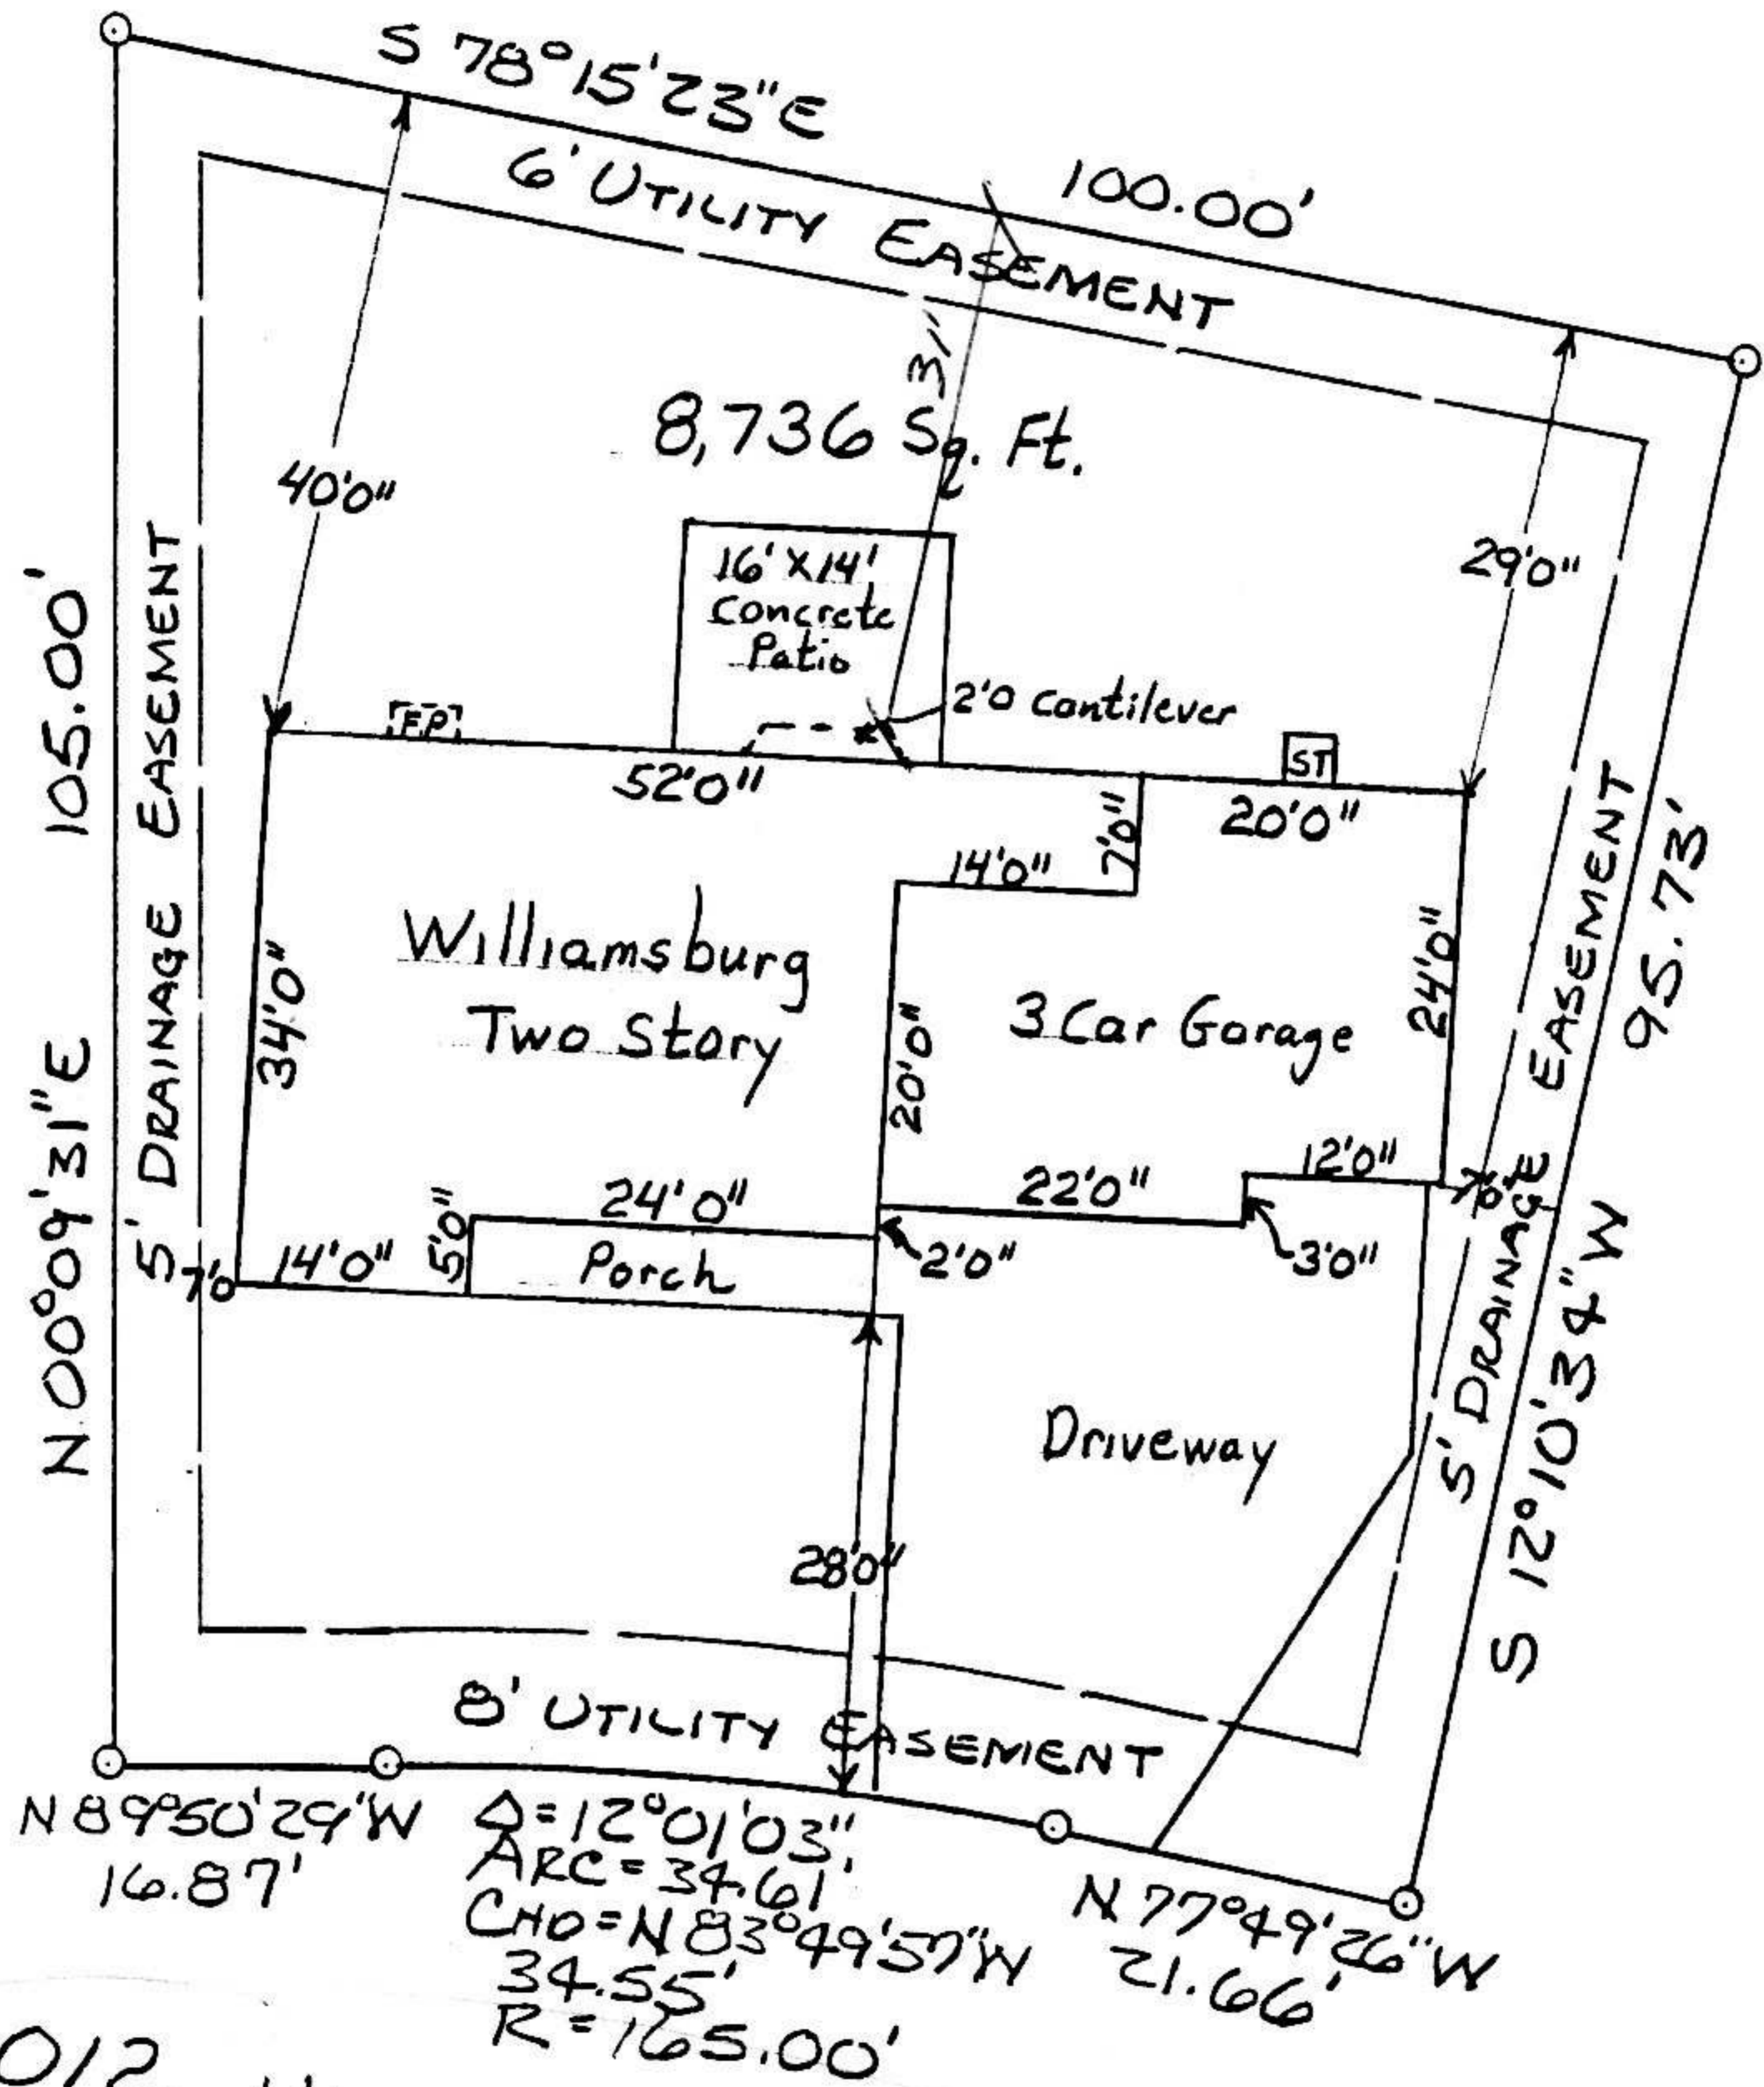 S 78°15'23"E
100.00'
6' UTILITY EASEMENT
31'
8,736 Sq. Ft.
40'0"
29'0"
16' X 14'
Concrete
Patio
2'0 Cantilever
F.P.
ST
52'0"
20'0"
7'0"
14'0"
105.00'
N 00°09'31"E
5' DRAINAGE EASEMENT
34'0"
Williamsburg
Two Story
20'0"
3 Car Garage
24'0"
95.73'
S 12°10'34"W
5' DRAINAGE EASEMENT
12'0"
22'0"
24'0"
5'0"
Porch
14'0"
7'0
2'0"
3'0"
Driveway
28'0"
8' UTILITY EASEMENT
N 89°50'29"W
16.87'
Δ=12°01'03"
ARC=34.61'
CHD=N 83°49'57"W
34.55'
R=165.00'
N 77°49'26"W
21.66'